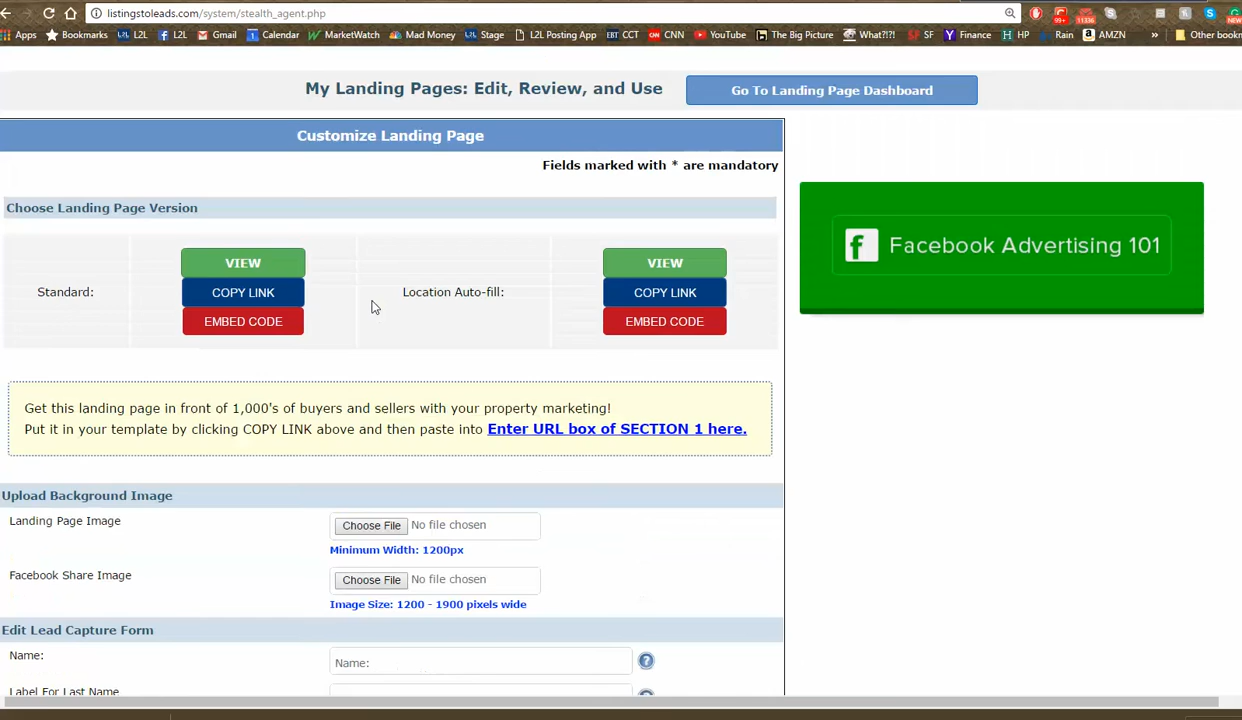 listingstoleads.com/system/stealth_agent.php
99+
11336
NEW
Apps Bookmarks L2L L2L Gmail Calendar MarketWatch Mad Money Stage L2L Posting App EBT CCT CNN YouTube The Big Picture What?!?! SF SF Y Finance H HP Rain a AMZN » Other bookm
My Landing Pages: Edit, Review, and Use
Go To Landing Page Dashboard
Customize Landing Page
Fields marked with * are mandatory
Choose Landing Page Version
Standard:
VIEW
COPY LINK
EMBED CODE
Location Auto-fill:
VIEW
COPY LINK
EMBED CODE
f Facebook Advertising 101
Get this landing page in front of 1,000's of buyers and sellers with your property marketing!
Put it in your template by clicking COPY LINK above and then paste into Enter URL box of SECTION 1 here.
Upload Background Image
Landing Page Image
Choose File No file chosen
Minimum Width: 1200px
Facebook Share Image
Choose File No file chosen
Image Size: 1200 - 1900 pixels wide
Edit Lead Capture Form
Name:
Name:
?
Label For Last Name